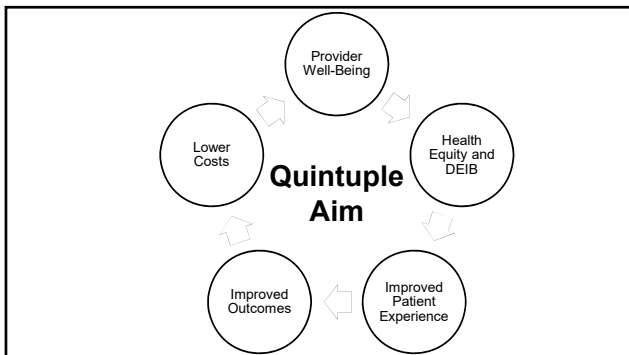 Provider
Well-Being
Health
Equity and
DEIB
Improved
Patient
Experience
Improved
Outcomes
Lower
Costs
Quintuple
Aim